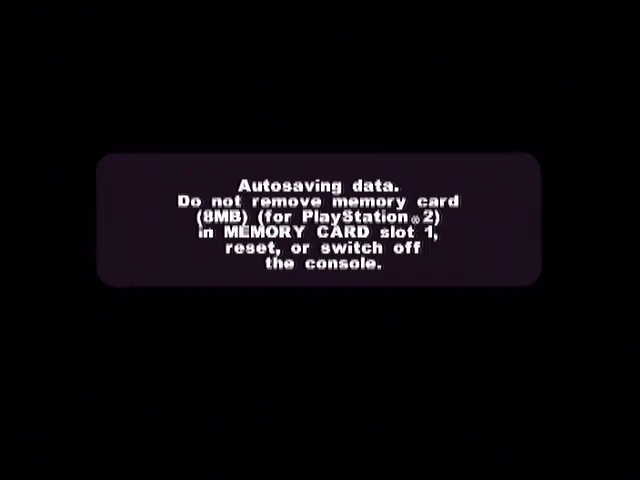 Autosaving data.
Do not remove memory card
(8MB) (for PlayStation®2)
in MEMORY CARD slot 1,
reset, or switch off
the console.